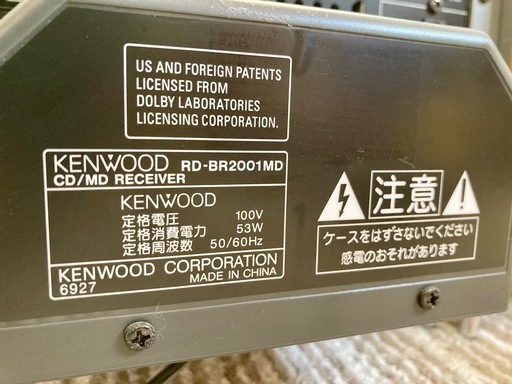 US AND FOREIGN PATENTS
LICENSED FROM
DOLBY LABORATORIES
LICENSING CORPORATION.
KENWOOD RD-BR2001MD
CD/MD RECEIVER
KENWOOD
定格電圧 100V
定格消費電力 53W
定格周波数 50/60Hz
KENWOOD CORPORATION
6927 MADE IN CHINA
注意
ケースをはずさないでください
感電のおそれがあります